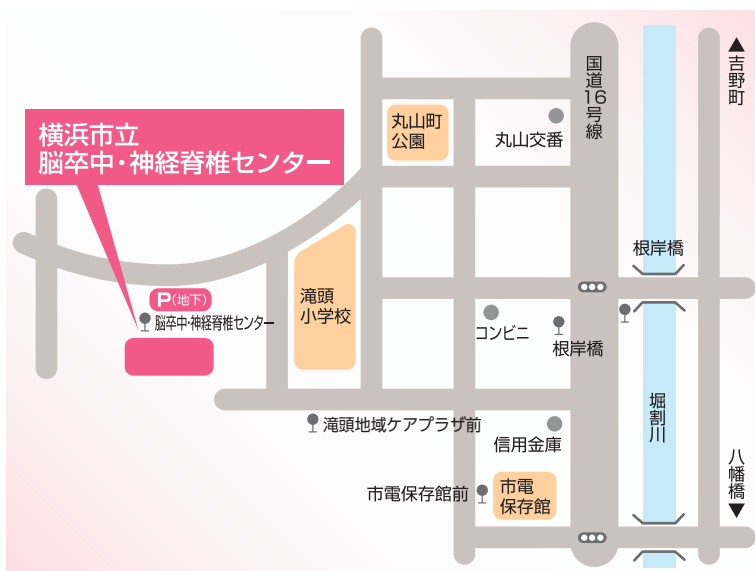 横浜市立
脳卒中・神経脊椎センター
P(地下)
脳卒中・神経脊椎センター
丸山町
公園
丸山交番
国道16号線
▲吉野町
根岸橋
滝頭
小学校
コンビニ
根岸橋
堀割川
滝頭地域ケアプラザ前
信用金庫
市電保存館前
市電
保存館
八幡橋▼